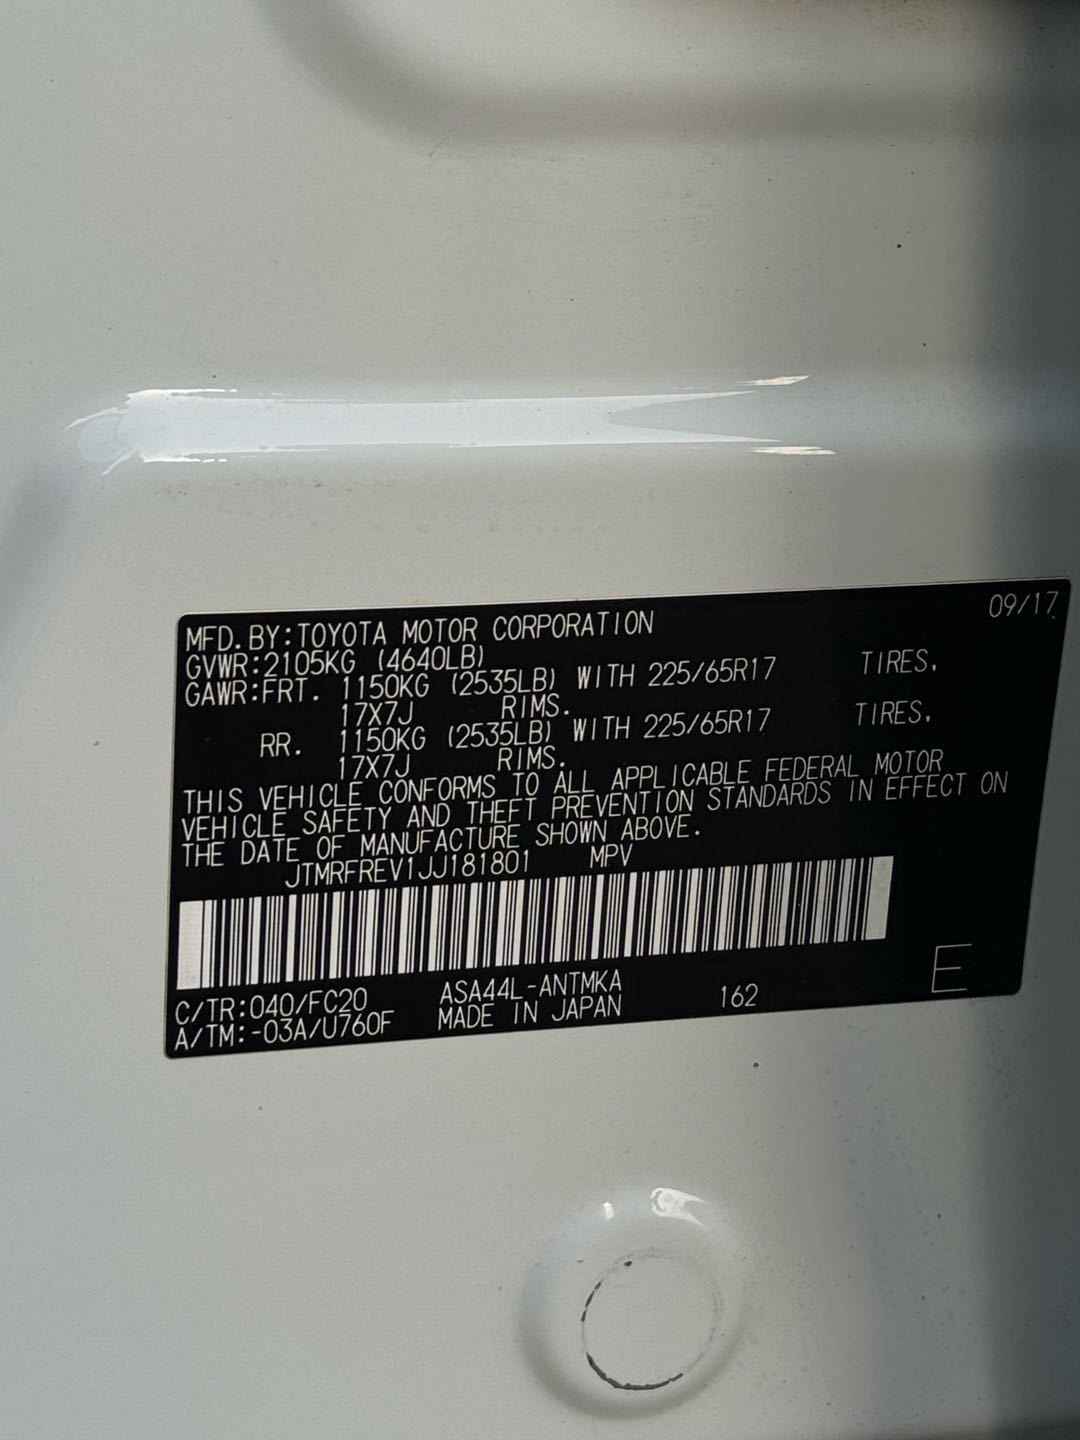 09/17
MFD. BY: TOYOTA MOTOR CORPORATION
GVWR: 2105KG (4640LB)
GAWR: FRT. 1150KG (2535LB) WITH 225/65R17 TIRES.
17X7J RIMS.
RR. 1150KG (2535LB) WITH 225/65R17 TIRES.
17X7J RIMS.
THIS VEHICLE CONFORMS TO ALL APPLICABLE FEDERAL MOTOR
VEHICLE SAFETY AND THEFT PREVENTION STANDARDS IN EFFECT ON
THE DATE OF MANUFACTURE SHOWN ABOVE.
JTMRFREV1JJ181801 MPV
C/TR: 040/FC20 ASA44L-ANTMKA 162 E
A/TM: -03A/U760F MADE IN JAPAN